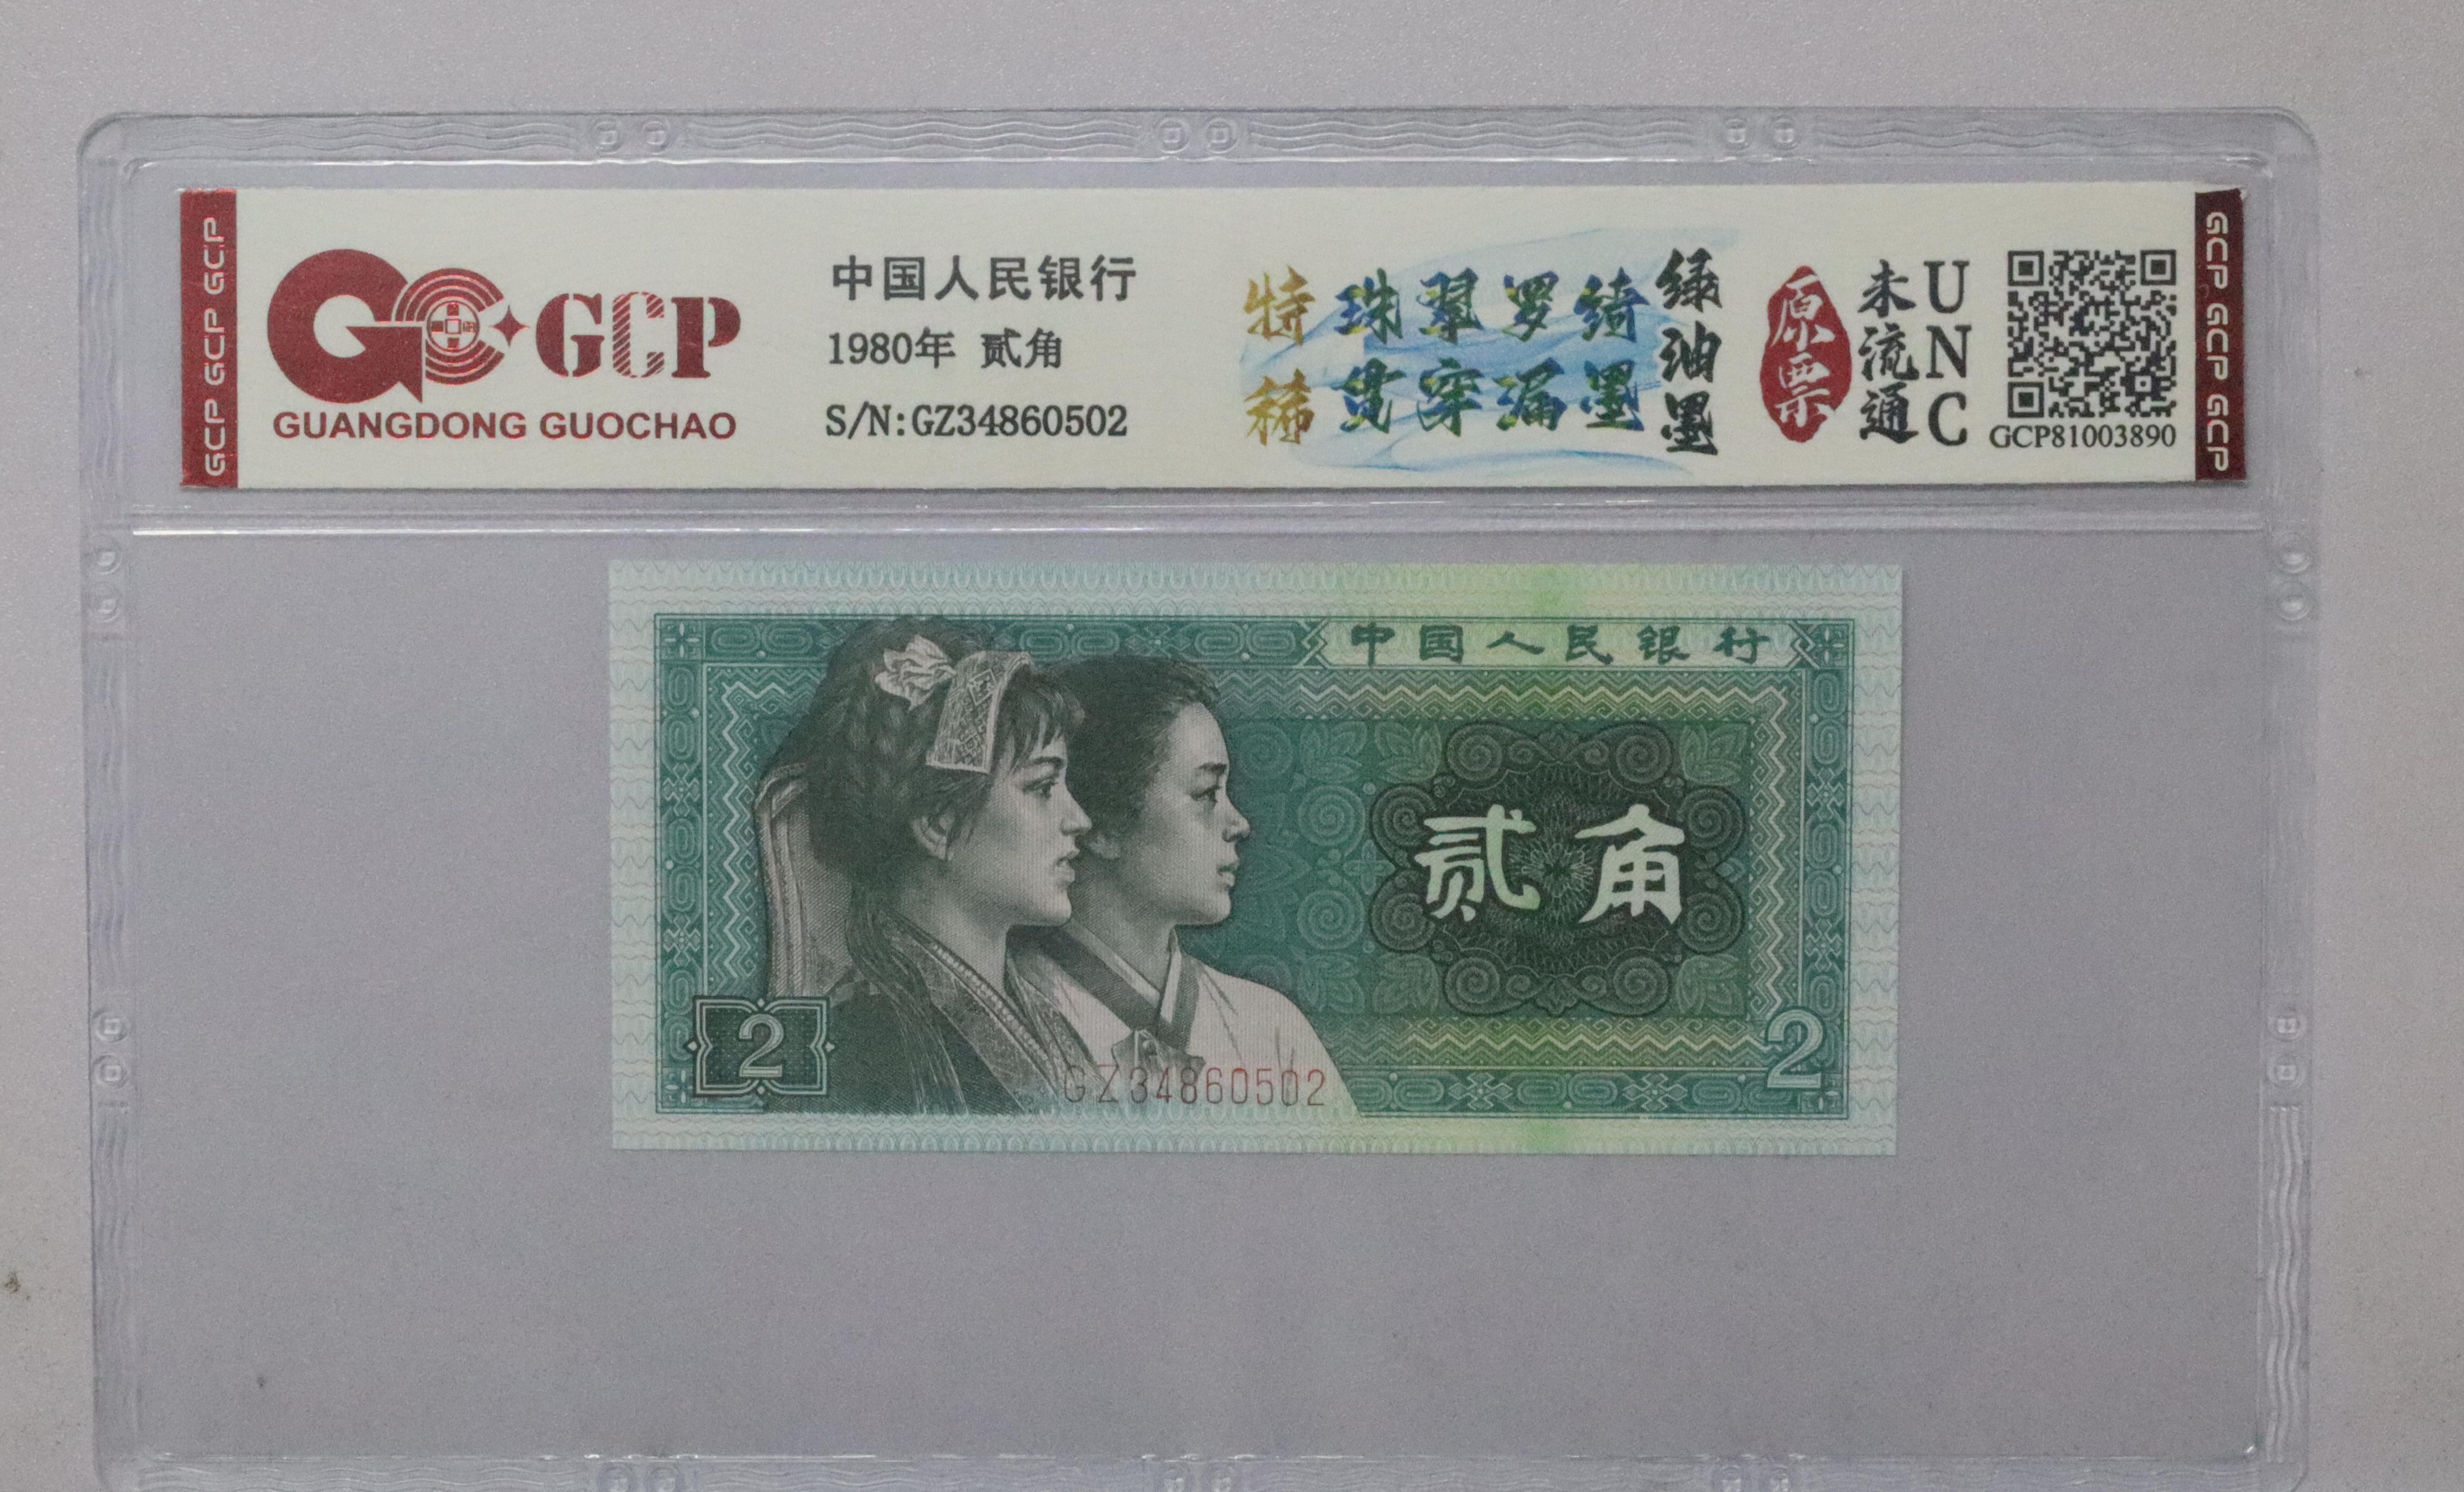 GCP GCP GCP
GCP
GUANGDONG GUOCHAO
中国人民银行
1980年 贰角
S/N:GZ34860502
特稀
珠翠罗绮
贯穿漏墨
绿油墨
原票
未流通
UNC
GCP81003890
GCP GCP GCP
中国人民银行
贰角
2
2
GZ34860502